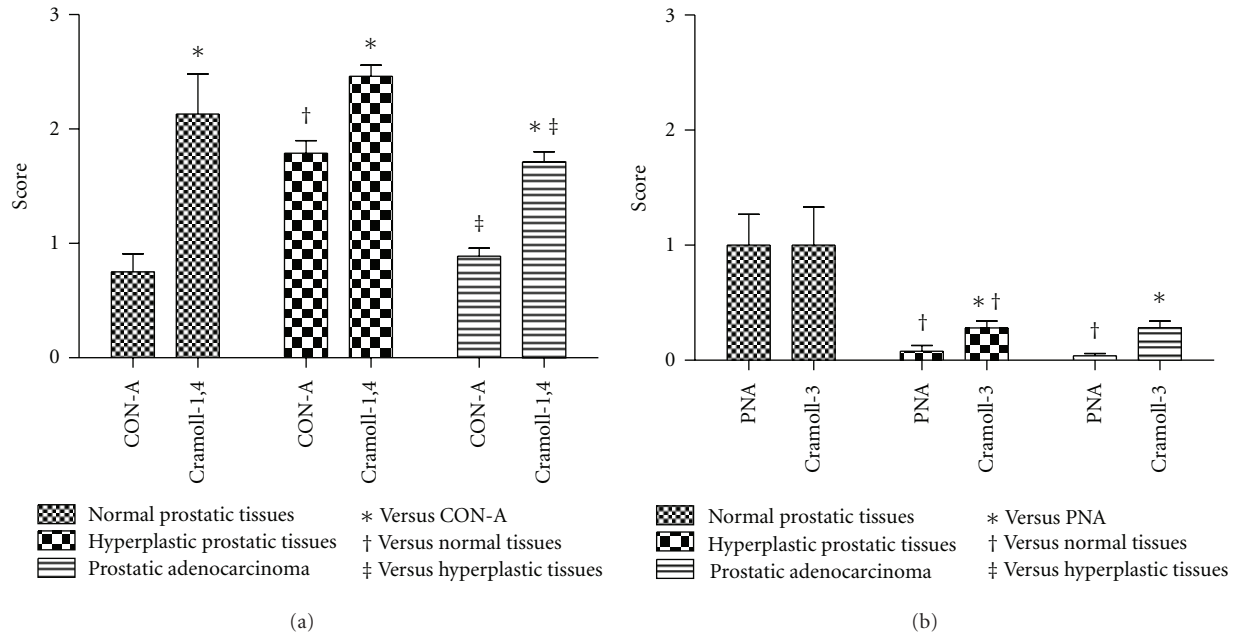 3
2
1
0
Score
*
†
*
‡
* ‡
CON-A
Cramoll-1,4
CON-A
Cramoll-1,4
CON-A
Cramoll-1,4
Normal prostatic tissues
Hyperplastic prostatic tissues
Prostatic adenocarcinoma
* Versus CON-A
† Versus normal tissues
‡ Versus hyperplastic tissues
(a)
3
2
1
0
Score
†
* †
†
*
PNA
Cramoll-3
PNA
Cramoll-3
PNA
Cramoll-3
Normal prostatic tissues
Hyperplastic prostatic tissues
Prostatic adenocarcinoma
* Versus PNA
† Versus normal tissues
‡ Versus hyperplastic tissues
(b)